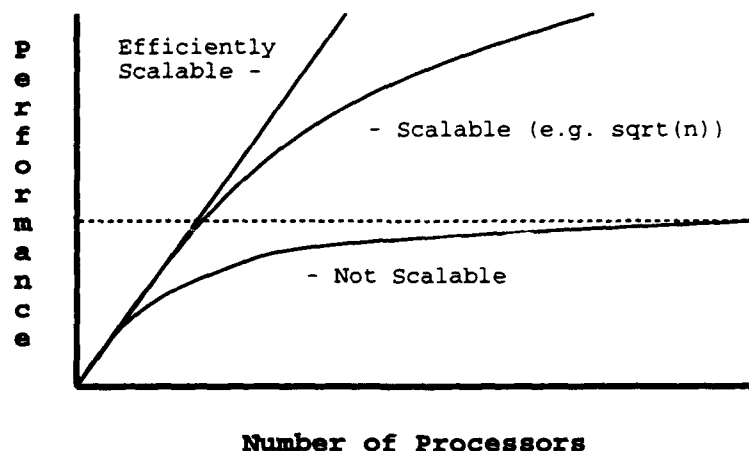 performance
Efficiently
Scalable -
- Scalable (e.g. sqrt(n))
- Not Scalable
Number of Processors